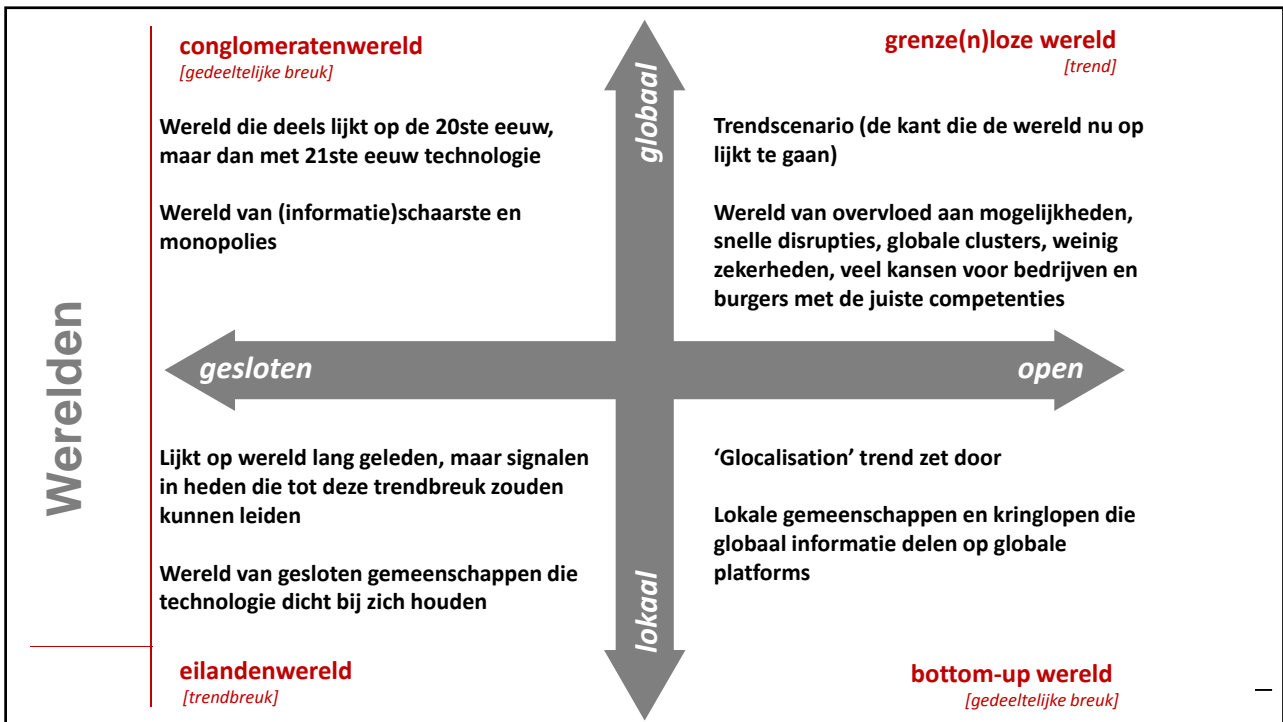 Werelden
conglomeratenwereld
[gedeeltelijke breuk]
Wereld die deels lijkt op de 20ste eeuw,
maar dan met 21ste eeuw technologie
Wereld van (informatie)schaarste en
monopolies
globaal
grenze(n)loze wereld
[trend]
Trendscenario (de kant die de wereld nu op
lijkt te gaan)
Wereld van overvloed aan mogelijkheden,
snelle disrupties, globale clusters, weinig
zekerheden, veel kansen voor bedrijven en
burgers met de juiste competenties
gesloten
open
Lijkt op wereld lang geleden, maar signalen
in heden die tot deze trendbreuk zouden
kunnen leiden
Wereld van gesloten gemeenschappen die
technologie dicht bij zich houden
eilandenwereld
[trendbreuk]
lokaal
‘Glocalisation’ trend zet door
Lokale gemeenschappen en kringlopen die
globaal informatie delen op globale
platforms
bottom-up wereld
[gedeeltelijke breuk]